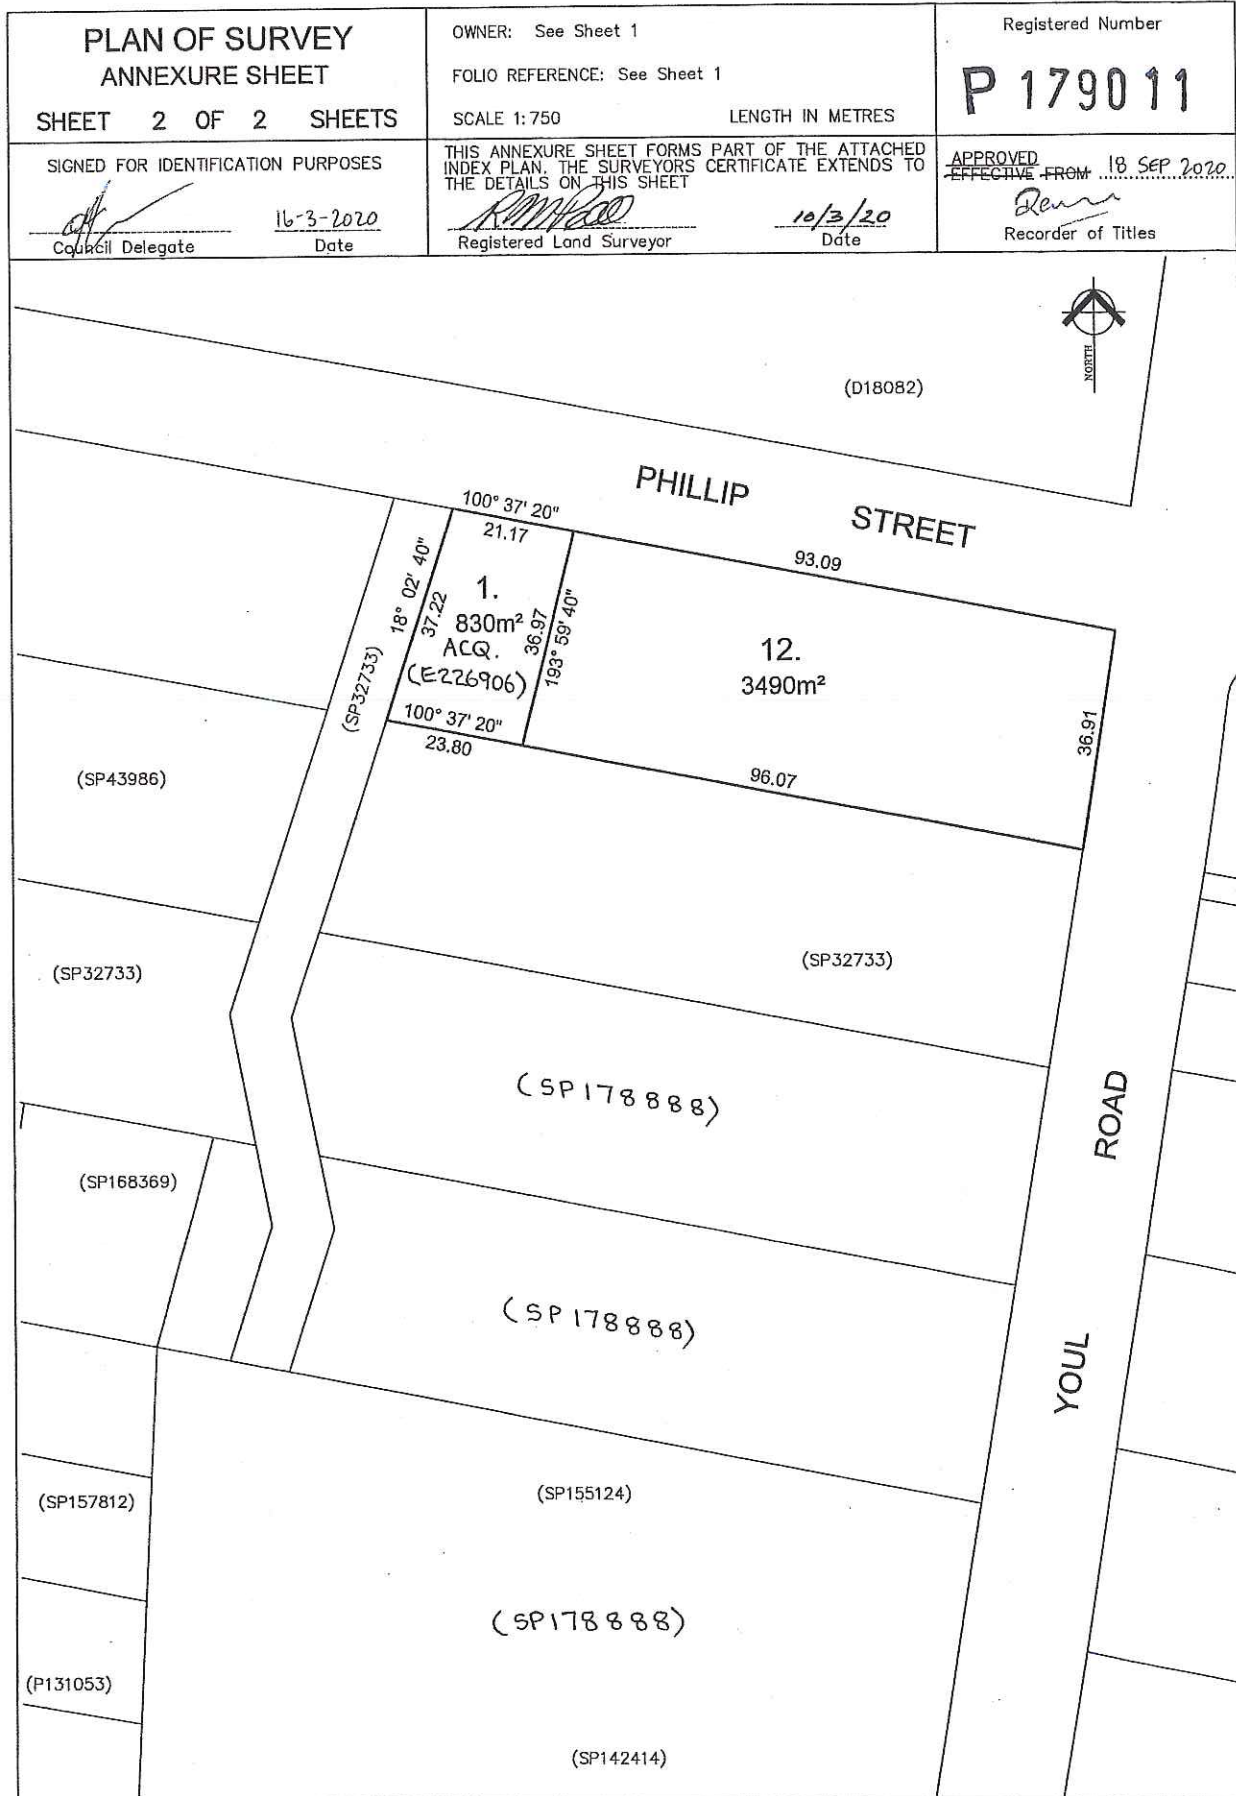 PLAN OF SURVEY
ANNEXURE SHEET
SHEET 2 OF 2 SHEETS
OWNER: See Sheet 1
FOLIO REFERENCE: See Sheet 1
SCALE 1:750 LENGTH IN METRES
Registered Number
P 179011
SIGNED FOR IDENTIFICATION PURPOSES
16-3-2020
Council Delegate Date
THIS ANNEXURE SHEET FORMS PART OF THE ATTACHED
INDEX PLAN. THE SURVEYORS CERTIFICATE EXTENDS TO
THE DETAILS ON THIS SHEET
10/3/20
Registered Land Surveyor Date
APPROVED
EFFECTIVE FROM 18 SEP 2020
Recorder of Titles
NORTH
(D18082)
PHILLIP STREET
100° 37' 20"
21.17
93.09
18° 02' 40"
37.22
1.
830m²
ACQ.
(E226906)
36.97
193° 59' 40"
12.
3490m²
36.91
(SP32733)
100° 37' 20"
23.80
96.07
(SP43986)
(SP32733)
(SP32733)
(SP178888)
YOUL ROAD
(SP168369)
(SP178888)
(SP157812)
(SP155124)
(SP178888)
(P131053)
(SP142414)